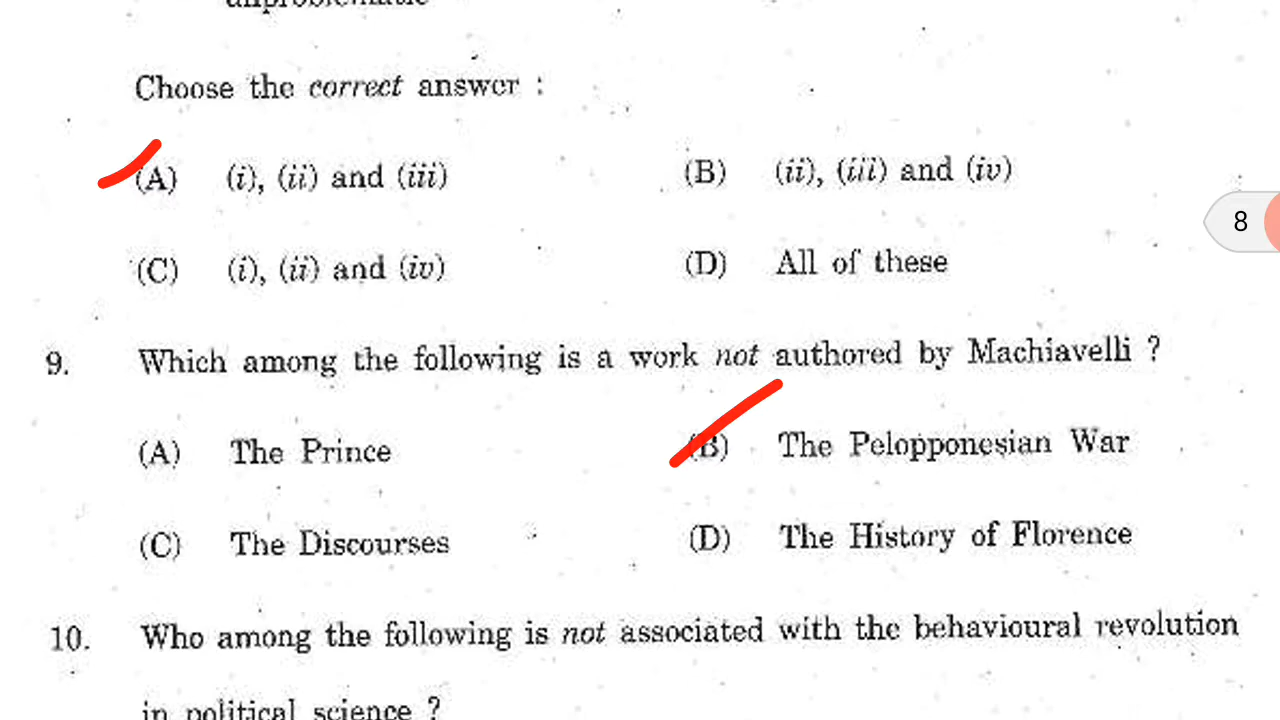 unproblematic
Choose the correct answer :
(A) (i), (ii) and (iii) (B) (ii), (iii) and (iv)
8
(C) (i), (ii) and (iv) (D) All of these
9. Which among the following is a work not authored by Machiavelli ?
(A) The Prince (B) The Peloponnesian War
(C) The Discourses (D) The History of Florence
10. Who among the following is not associated with the behavioural revolution
in political science ?